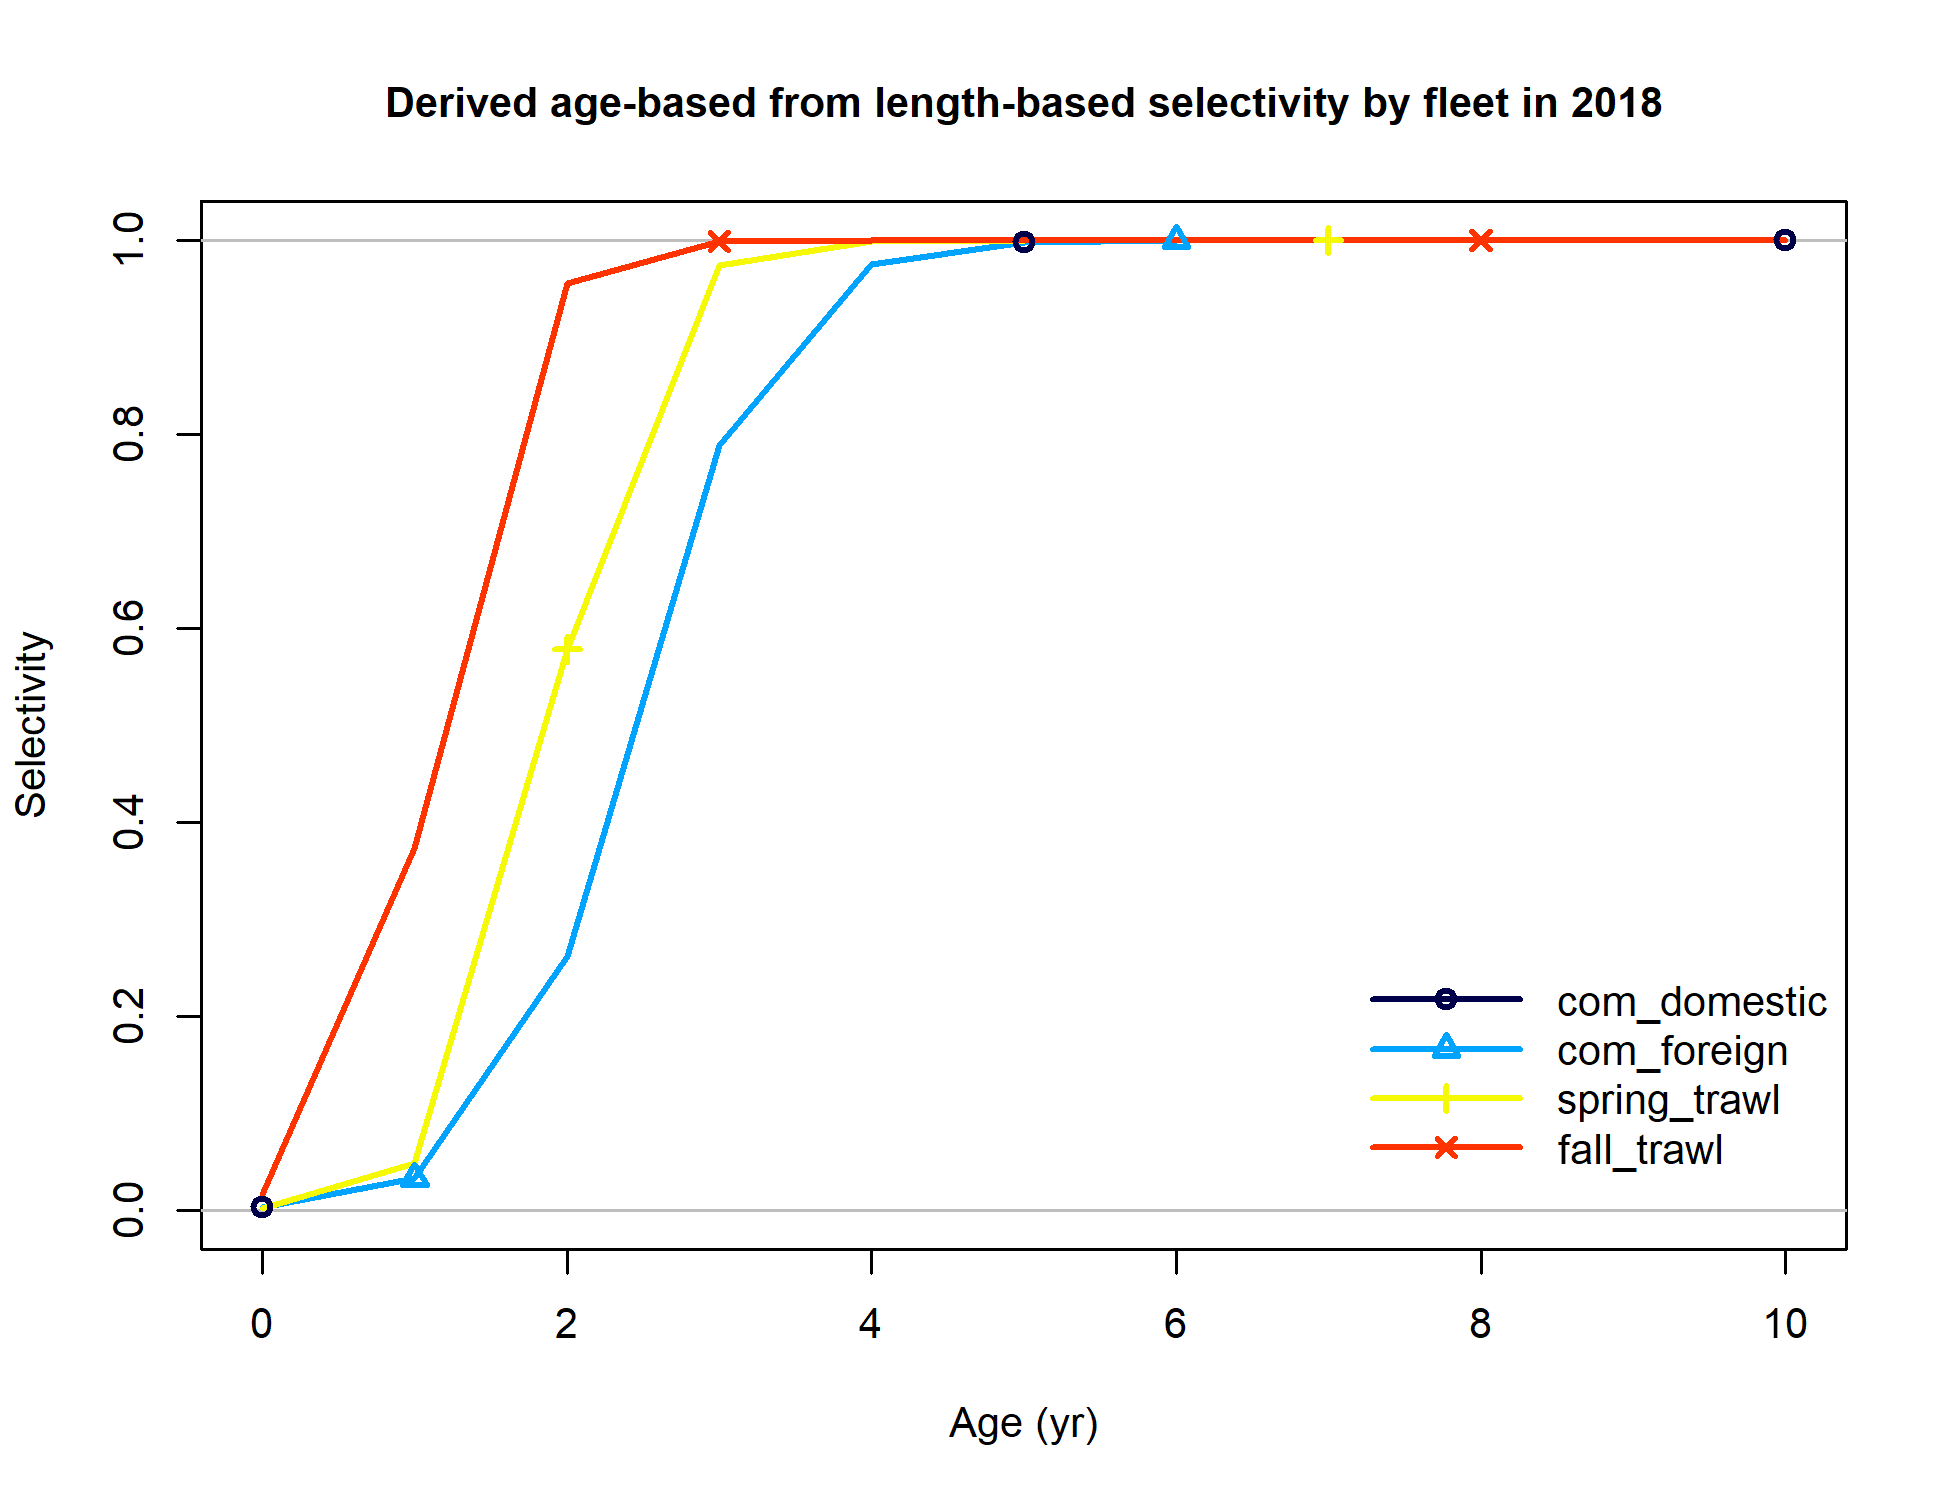 Derived age-based from length-based selectivity by fleet in 2018
Selectivity
1.0
0.8
0.6
0.4
0.2
0.0
com_domestic
com_foreign
spring_trawl
fall_trawl
0 2 4 6 8 10
Age (yr)